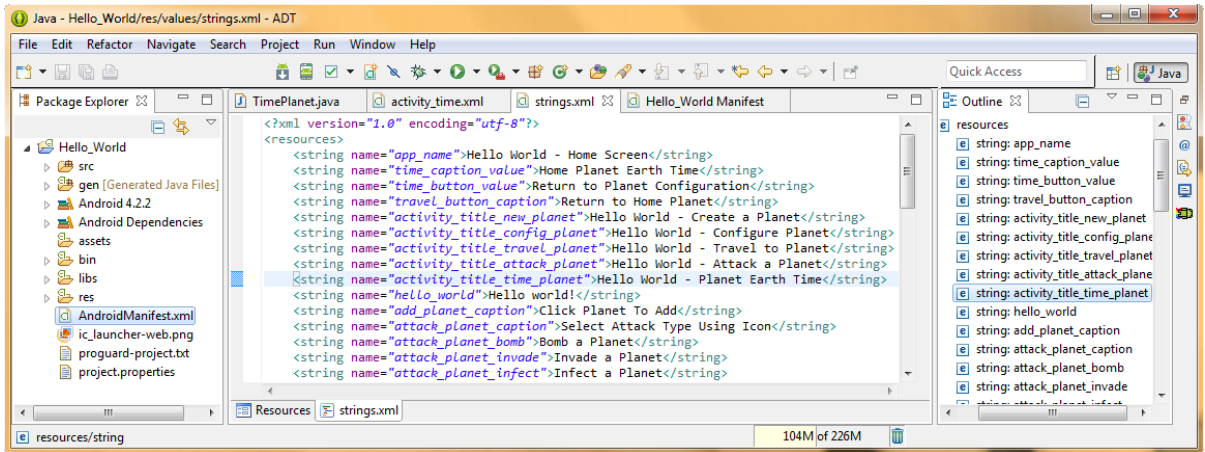 Java - Hello_World/res/values/strings.xml - ADT
File Edit Refactor Navigate Search Project Run Window Help
Quick Access
Java
Package Explorer
Hello_World
src
gen [Generated Java Files]
Android 4.2.2
Android Dependencies
assets
bin
libs
res
AndroidManifest.xml
ic_launcher-web.png
proguard-project.txt
project.properties
TimePlanet.java activity_time.xml strings.xml Hello_World Manifest
<?xml version="1.0" encoding="utf-8"?>
<resources>
<string name="app_name">Hello World - Home Screen</string>
<string name="time_caption_value">Home Planet Earth Time</string>
<string name="time_button_value">Return to Planet Configuration</string>
<string name="travel_button_caption">Return to Home Planet</string>
<string name="activity_title_new_planet">Hello World - Create a Planet</string>
<string name="activity_title_config_planet">Hello World - Configure Planet</string>
<string name="activity_title_travel_planet">Hello World - Travel to Planet</string>
<string name="activity_title_attack_planet">Hello World - Attack a Planet</string>
<string name="activity_title_time_planet">Hello World - Planet Earth Time</string>
<string name="hello_world">Hello world!</string>
<string name="add_planet_caption">Click Planet To Add</string>
<string name="attack_planet_caption">Select Attack Type Using Icon</string>
<string name="attack_planet_bomb">Bomb a Planet</string>
<string name="attack_planet_invade">Invade a Planet</string>
<string name="attack_planet_infect">Infect a Planet</string>
Resources strings.xml
Outline
resources
string: app_name
string: time_caption_value
string: time_button_value
string: travel_button_caption
string: activity_title_new_planet
string: activity_title_config_plane
string: activity_title_travel_planet
string: activity_title_attack_plane
string: activity_title_time_planet
string: hello_world
string: add_planet_caption
string: attack_planet_caption
string: attack_planet_bomb
string: attack_planet_invade
resources/string
104M of 226M